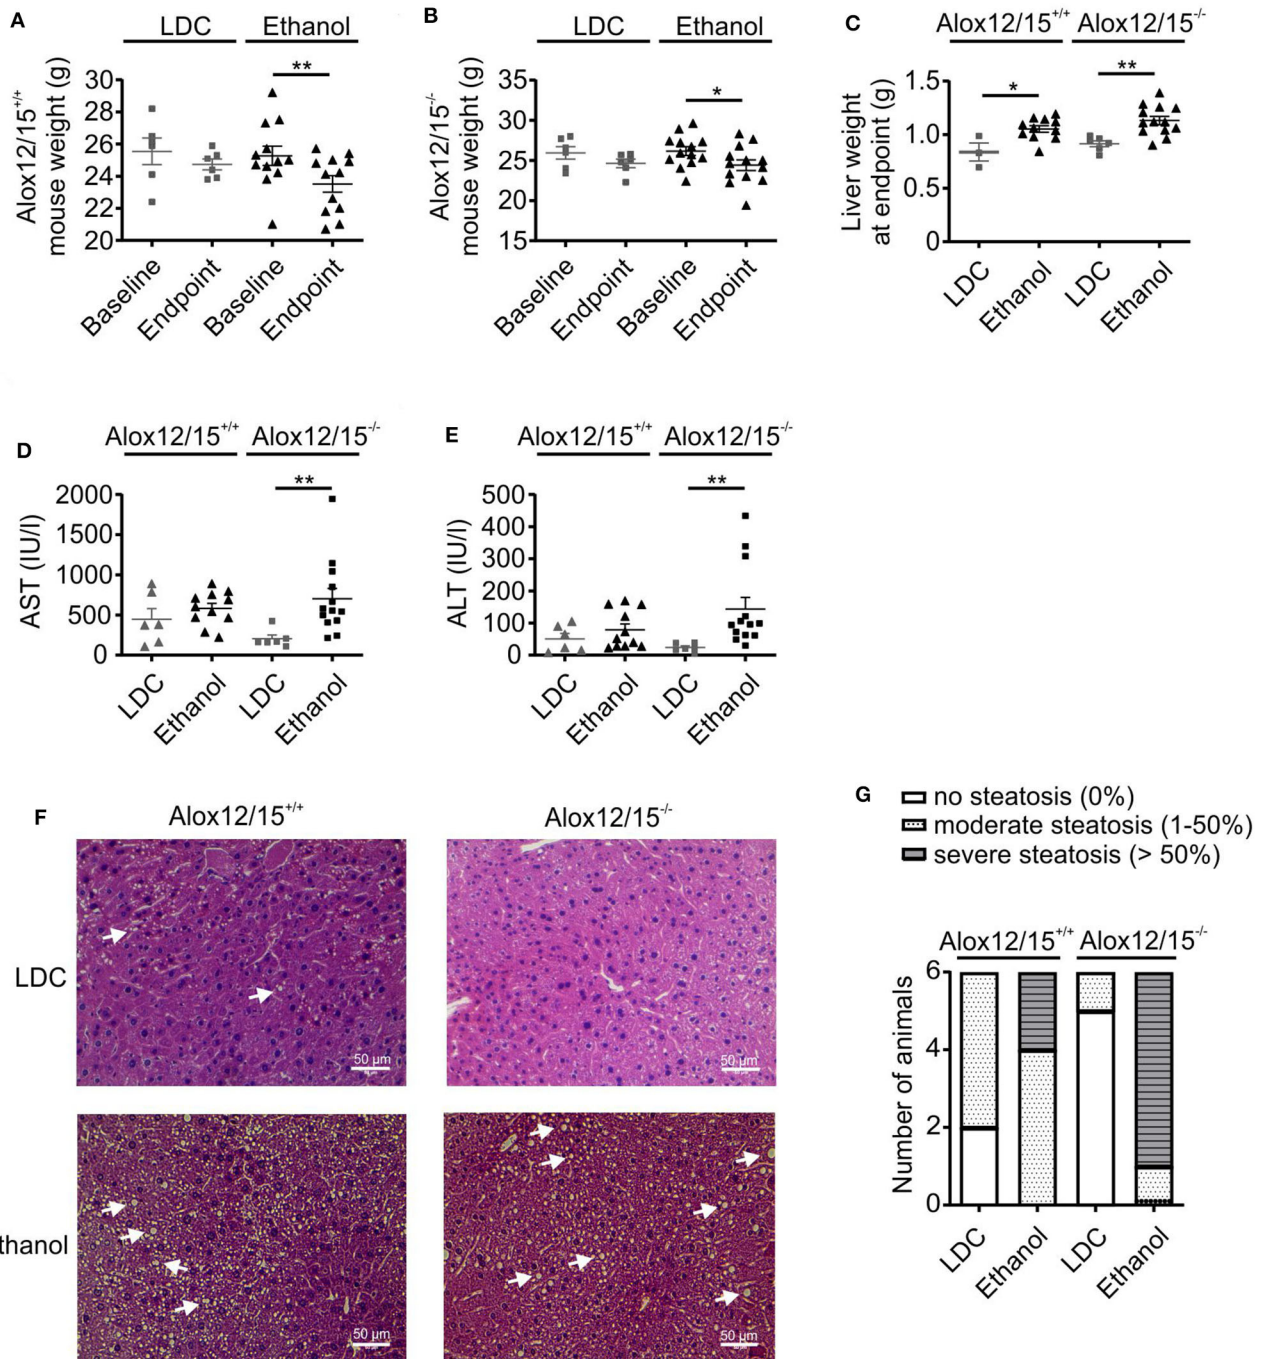 A
LDC Ethanol
Alox12/15+/+
mouse weight (g)
**
30
28
26
24
22
20
Baseline Endpoint Baseline Endpoint
B
LDC Ethanol
Alox12/15-/-
mouse weight (g)
*
35
30
25
20
15
Baseline Endpoint Baseline Endpoint
C
Alox12/15+/+ Alox12/15-/-
Liver weight
at endpoint (g)
* **
1.5
1.0
0.5
0
LDC Ethanol LDC Ethanol
D
Alox12/15+/+ Alox12/15-/-
AST (IU/l)
**
2000
1500
1000
500
0
LDC Ethanol LDC Ethanol
E
Alox12/15+/+ Alox12/15-/-
ALT (IU/l)
**
500
400
300
200
100
0
LDC Ethanol LDC Ethanol
F
Alox12/15+/+ Alox12/15-/-
LDC
50 µm 50 µm
thanol
50 µm 50 µm
G
no steatosis (0%)
moderate steatosis (1-50%)
severe steatosis (> 50%)
Alox12/15+/+ Alox12/15-/-
Number of animals
6
4
2
0
LDC Ethanol LDC Ethanol